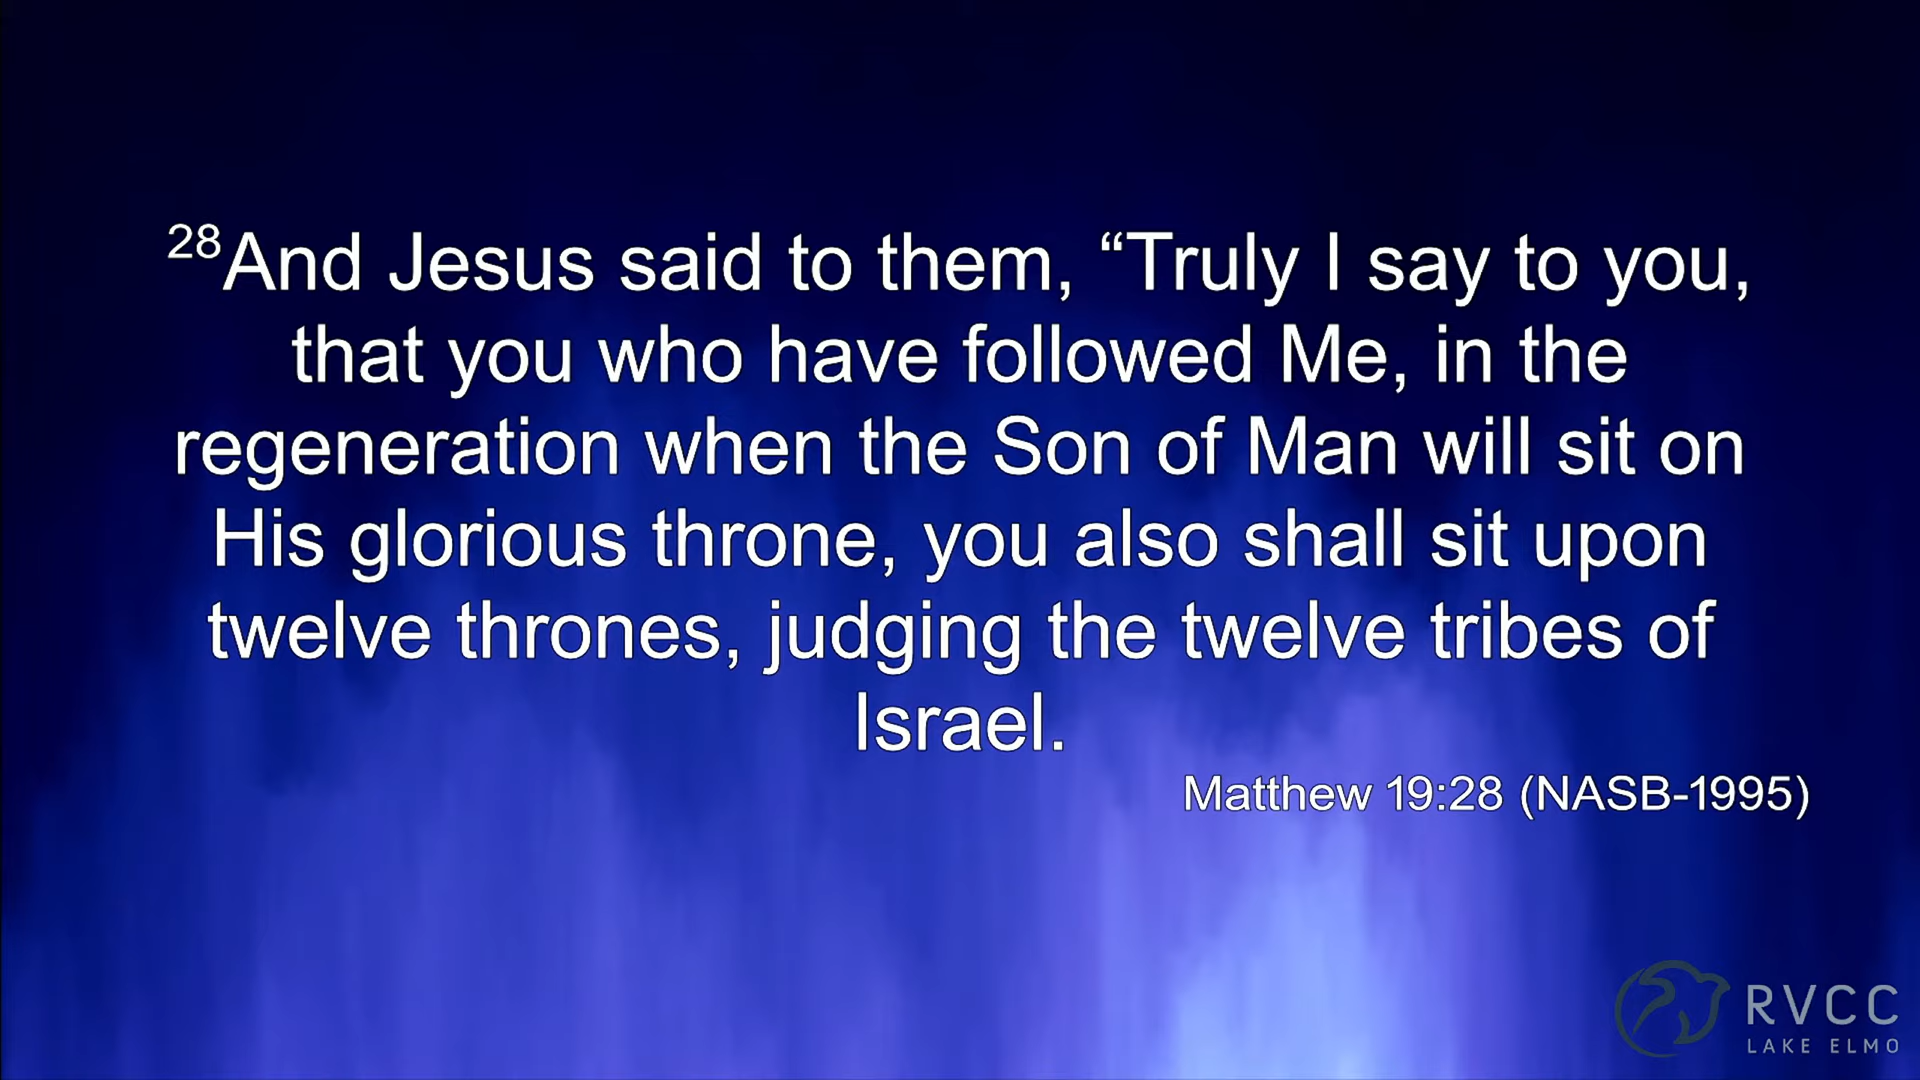 28And Jesus said to them, “Truly I say to you,
that you who have followed Me, in the
regeneration when the Son of Man will sit on
His glorious throne, you also shall sit upon
twelve thrones, judging the twelve tribes of
Israel.
Matthew 19:28 (NASB-1995)
RVCC
LAKE ELMO